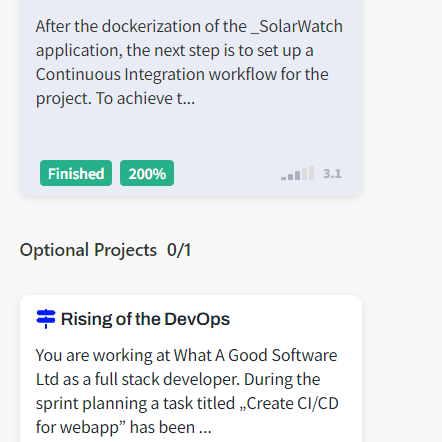 After the dockerization of the _SolarWatch
application, the next step is to set up a
Continuous Integration workflow for the
project. To achieve t...
Finished 200% 3.1
Optional Projects 0/1
Rising of the DevOps
You are working at What A Good Software
Ltd as a full stack developer. During the
sprint planning a task titled „Create CI/CD
for webapp” has been ...